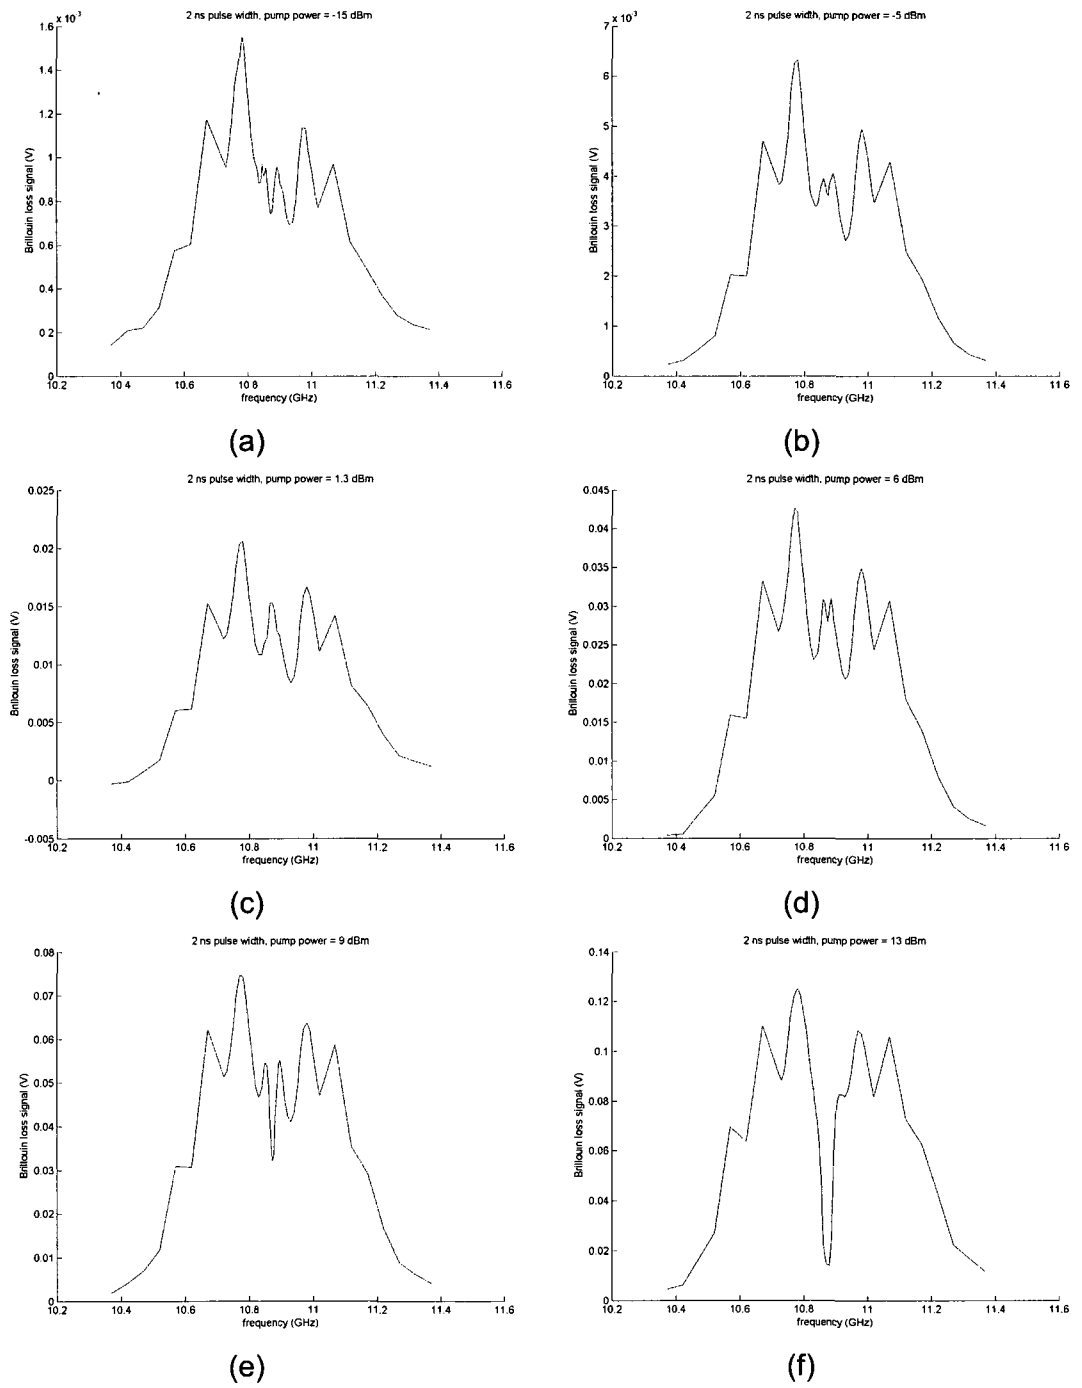 2 ns pulse width, pump power = -15 dBm
x 10⁻³
1.6
1.4
1.2
1
0.8
0.6
0.4
0 2
0
Brillouin loss signal (V)
10.2 10.4 10.6 10.8 11 11.2 11.4 11.6
frequency (GHz)
(a)
2 ns pulse width, pump power = -5 dBm
x 10⁻³
7
6
5
4
3
2
1
0
Brillouin loss signal (V)
10.2 10.4 10.6 10.8 11 11.2 11.4 11.6
frequency (GHz)
(b)
2 ns pulse width, pump power = 1.3 dBm
0.025
0.02
0.015
0.01
0.005
0
-0.005
Brillouin loss signal (V)
10.2 10.4 10.6 10.8 11 11.2 11.4 11.6
frequency (GHz)
(c)
2 ns pulse width, pump power = 6 dBm
0.045
0.04
0.035
0.03
0.025
0.02
0.015
0.01
0.005
0
Brillouin loss signal (V)
10.2 10.4 10.6 10.8 11 11.2 11.4 11.6
frequency (GHz)
(d)
2 ns pulse width, pump power = 9 dBm
0.08
0.07
0.06
0.05
0.04
0.03
0.02
0.01
0
Brillouin loss signal (V)
10.2 10.4 10.6 10.8 11 11.2 11.4 11.6
frequency (GHz)
(e)
2 ns pulse width, pump power = 13 dBm
0.14
0.12
0.1
0.08
0.06
0.04
0.02
0
Brillouin loss signal (V)
10.2 10.4 10.6 10.8 11 11.2 11.4 11.6
frequency (GHz)
(f)